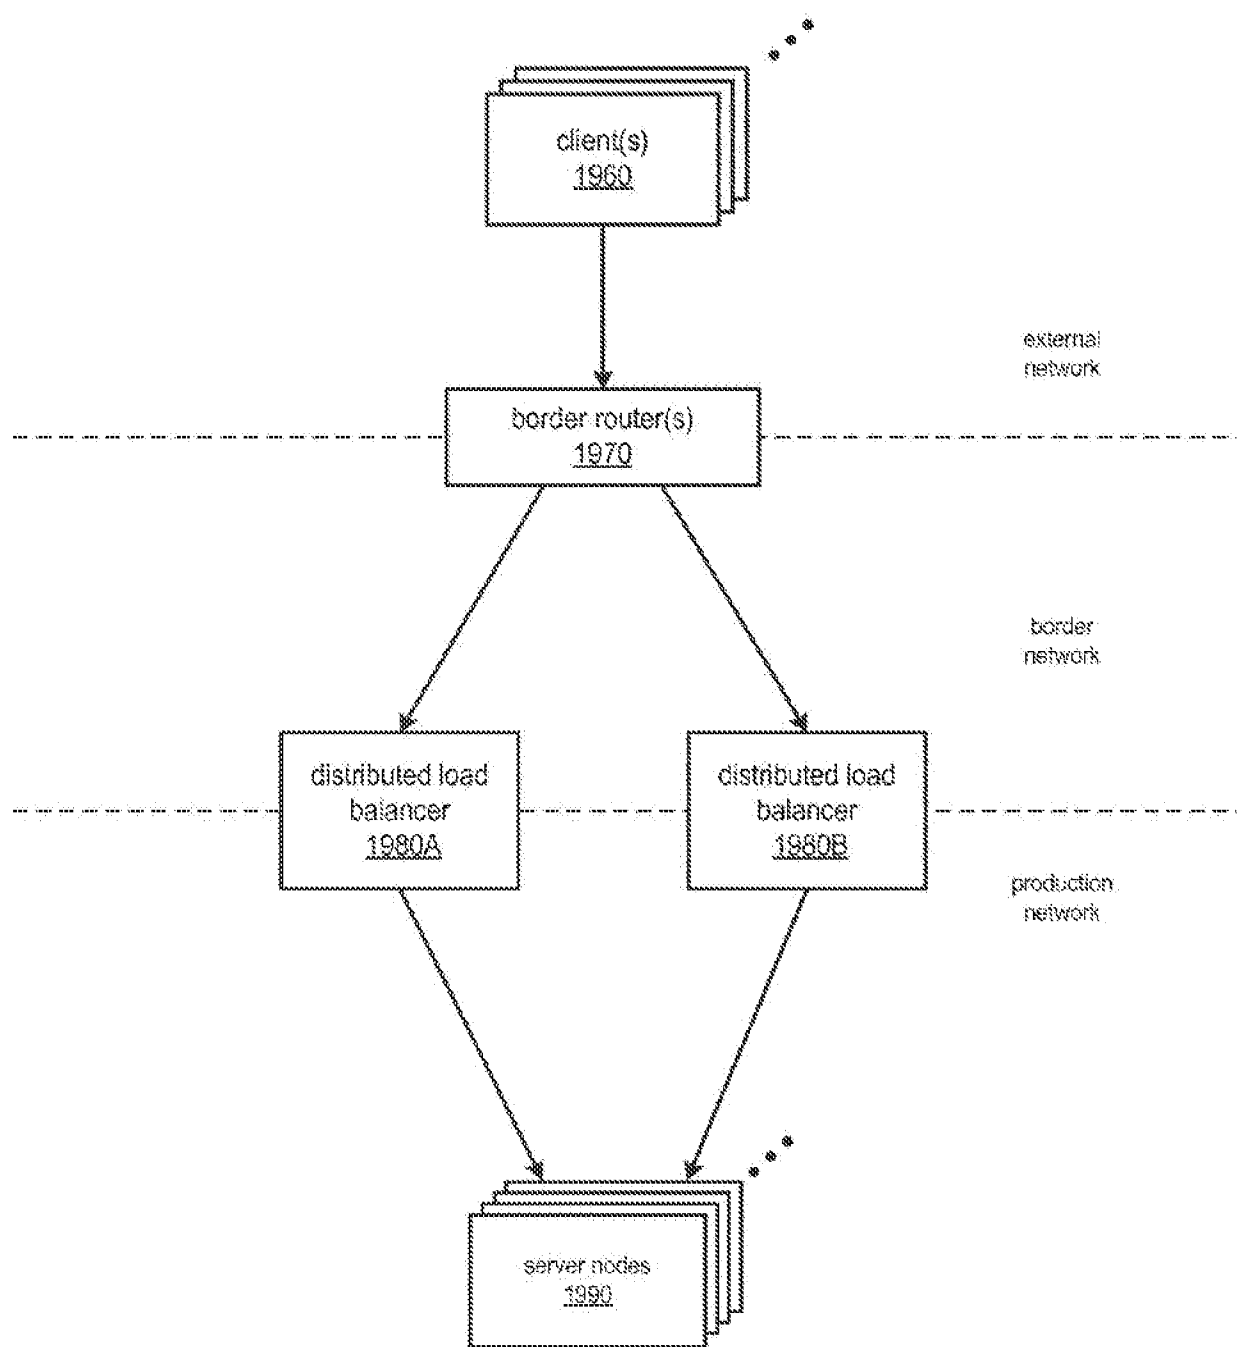 client(s)
1960
external
network
border router(s)
1970
border
network
distributed load
balancer
1980A
distributed load
balancer
1980B
production
network
server nodes
1990